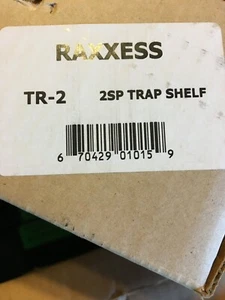 RAXXESS
TR-2 2SP TRAP SHELF
6 70429 01015 9